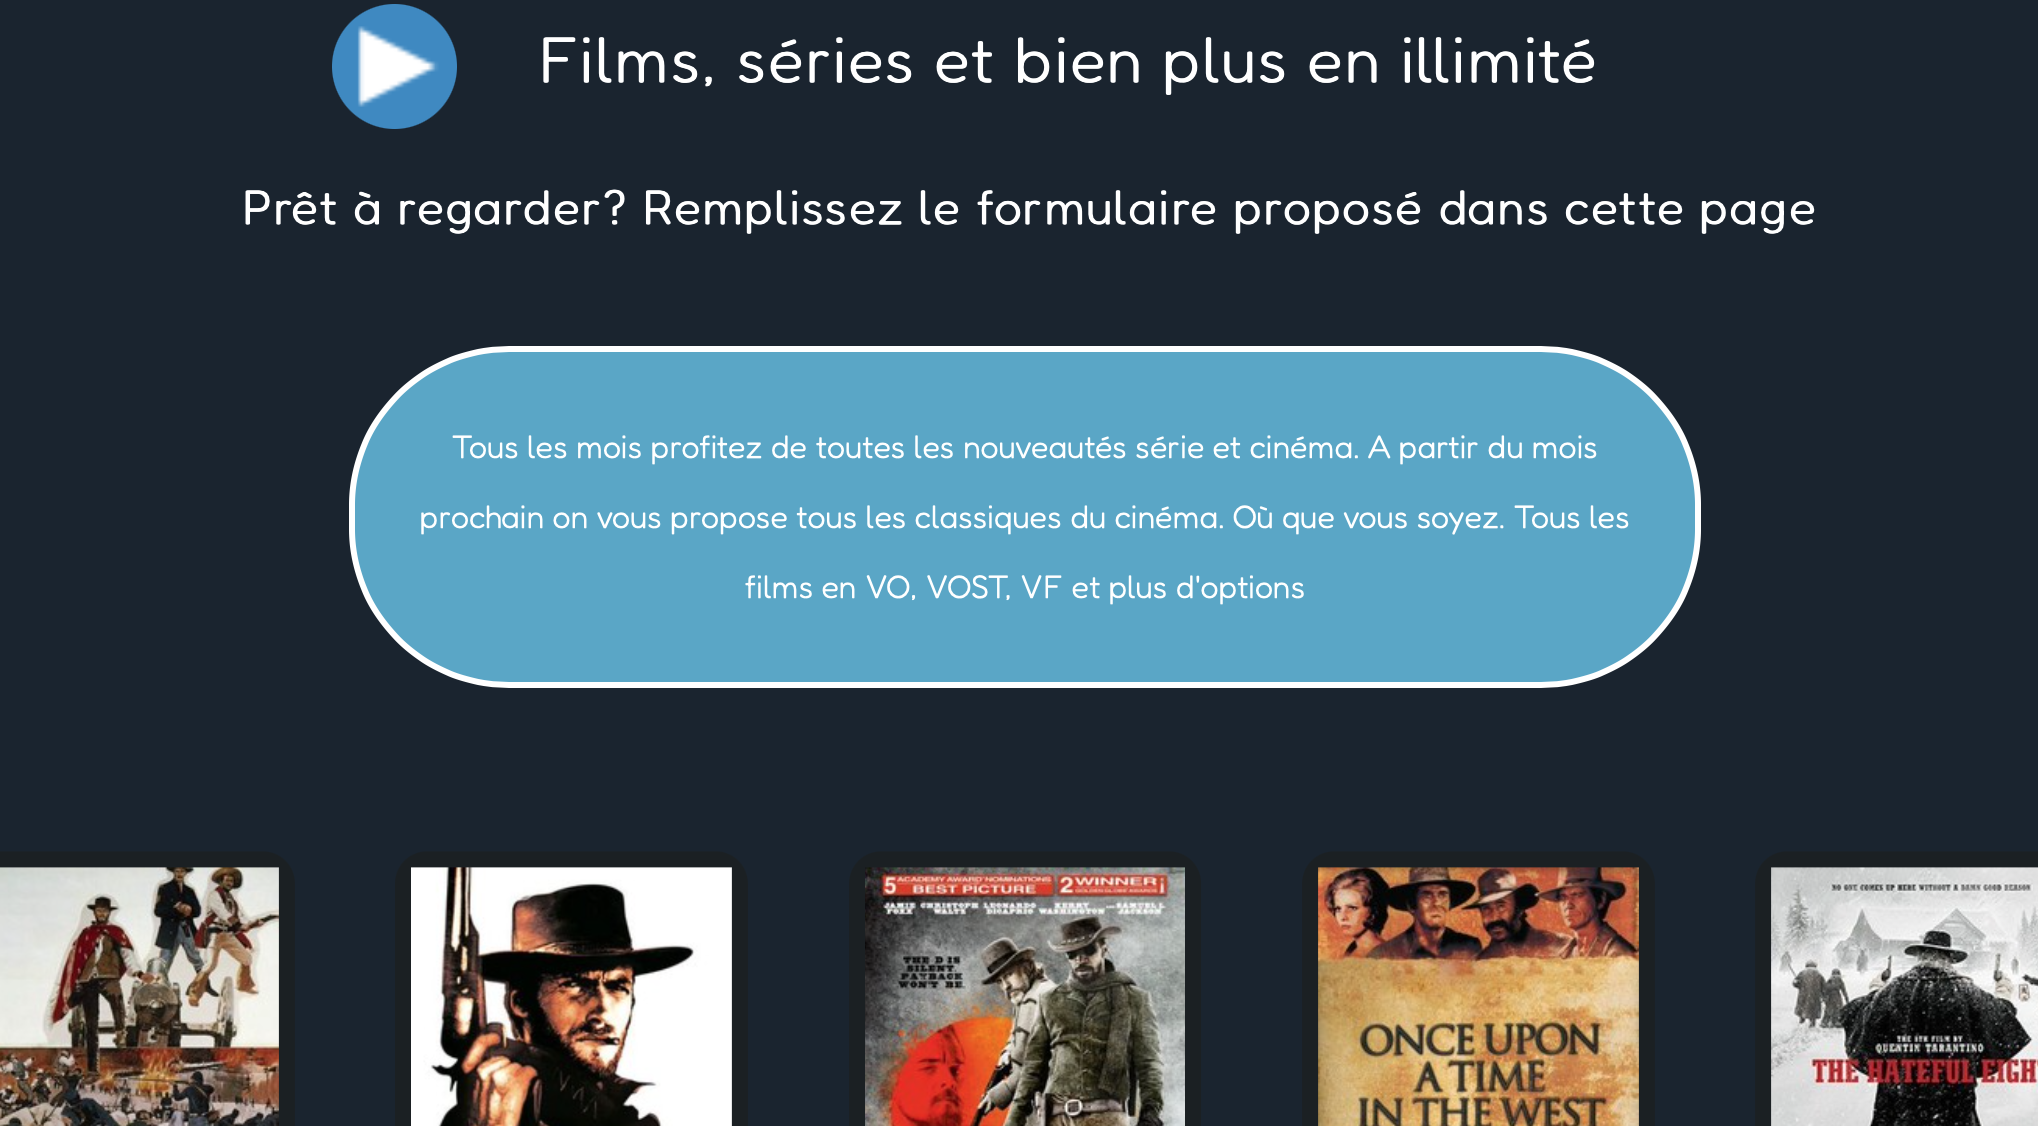 Films, séries et bien plus en illimité
Prêt à regarder? Remplissez le formulaire proposé dans cette page
Tous les mois profitez de toutes les nouveautés série et cinéma. A partir du mois
prochain on vous propose tous les classiques du cinéma. Où que vous soyez. Tous les
films en VO, VOST, VF et plus d'options
5 ACADEMY AWARD NOMINATIONS
BEST PICTURE
2 WINNER
GOLDEN GLOBE AWARDS
JAMIE FOXX CHRISTOPH WALTZ LEONARDO DICAPRIO KERRY WASHINGTON SAMUEL L. JACKSON
THE D IS
SILENT.
PAYBACK
WON'T BE.
ONCE UPON
A TIME
IN THE WEST
NO ONE COMES UP HERE WITHOUT A DAMN GOOD REASON
THE 8TH FILM BY
QUENTIN TARANTINO
THE HATEFUL EIGH